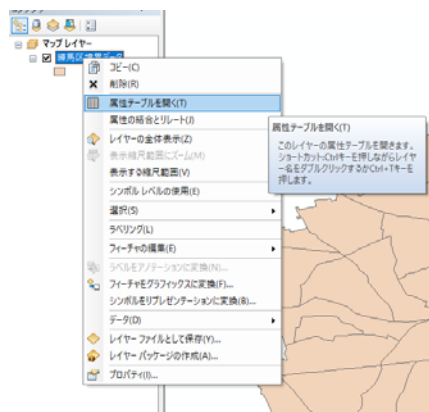 マップ レイヤー
練馬区境界データ
コピー(C)
削除(R)
属性テーブルを開く(T)
属性の結合とリレート(J)
レイヤーの全体表示(Z)
表示縮尺範囲にズーム(M)
表示する縮尺範囲(V)
シンボル レベルの使用(E)
選択(S)
ラベリング(L)
フィーチャの編集(E)
ラベルをアノテーションに変換(N)...
フィーチャをグラフィックスに変換(F)...
シンボルをリプレゼンテーションに変換(B)...
データ(D)
レイヤー ファイルとして保存(Y)...
レイヤー パッケージの作成(A)...
プロパティ(I)...
属性テーブルを開く(T)
このレイヤーの属性テーブルを開きます。
ショートカット:Ctrlキーを押しながらレイヤ
ー名をダブルクリックするかCtrl+Tキーを
押します。